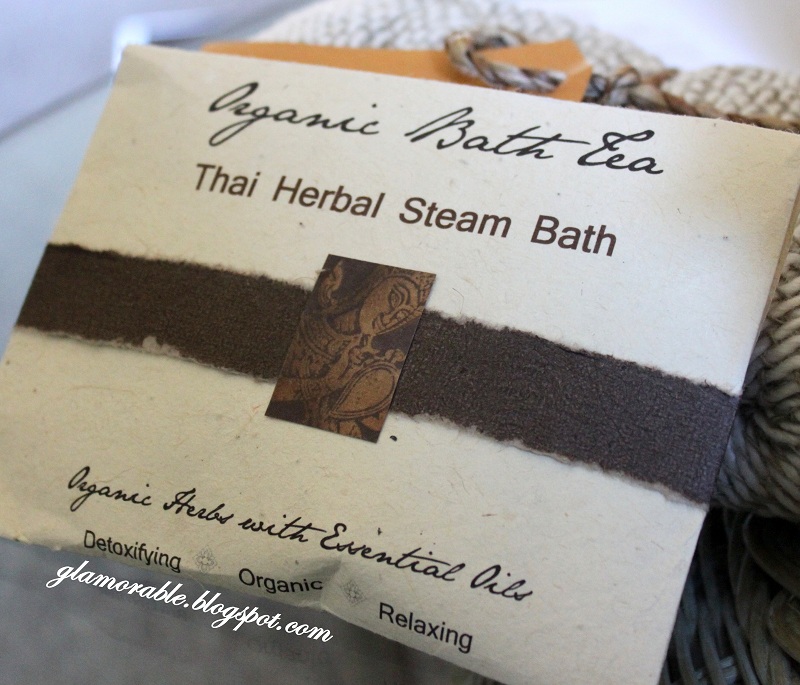 Organic Bath Tea
Thai Herbal Steam Bath
Organic Herbs with Essential Oils
Detoxifying Organic Relaxing
glamorable.blogspot.com